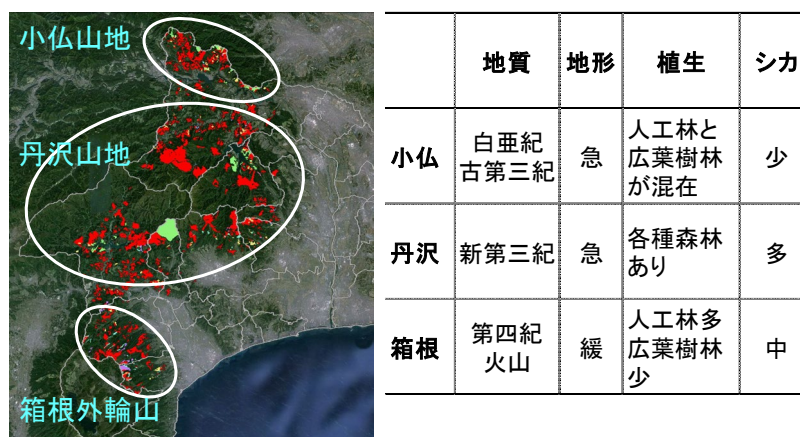 小仏山地
丹沢山地
箱根外輪山
地質 地形 植生 シカ
小仏 白亜紀 古第三紀 急 人工林と 広葉樹林 が混在 少
丹沢 新第三紀 急 各種森林 あり 多
箱根 第四紀 火山 緩 人工林多 広葉樹林 少 中